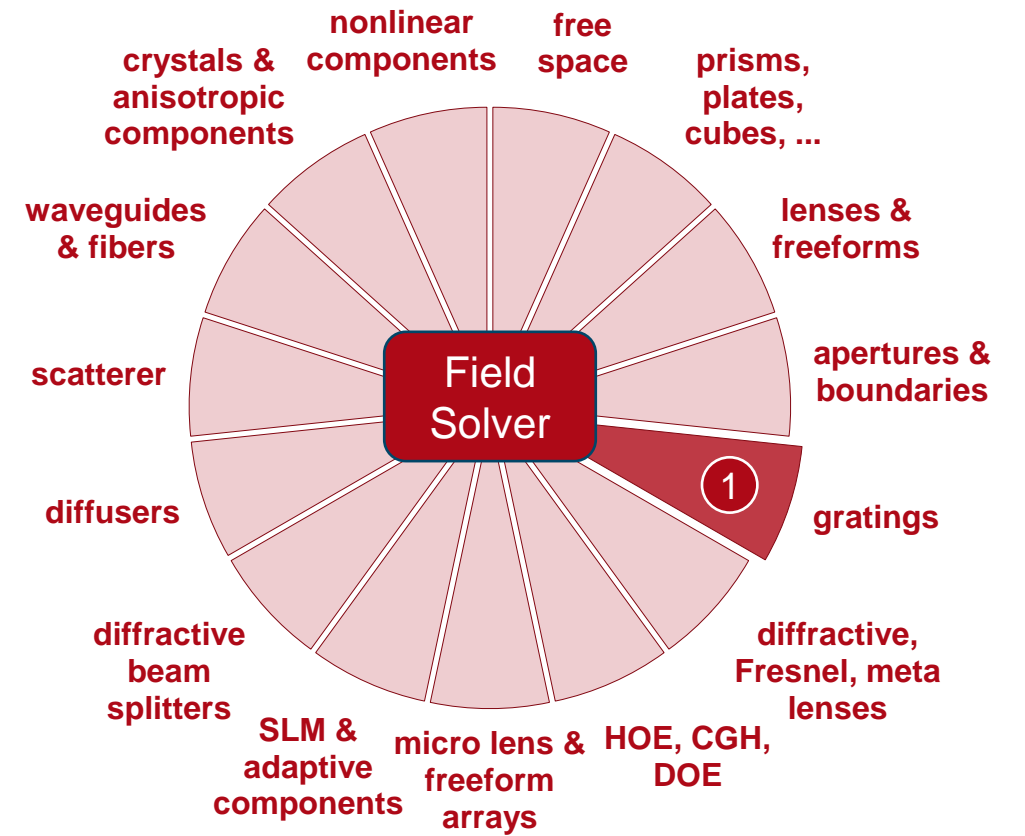 nonlinear
components
free
space
prisms,
plates,
cubes, ...
lenses &
freeforms
apertures &
boundaries
1
gratings
diffractive,
Fresnel, meta
lenses
HOE, CGH,
DOE
micro lens &
freeform
arrays
SLM &
adaptive
components
diffractive
beam
splitters
diffusers
scatterer
waveguides
& fibers
crystals &
anisotropic
components
Field
Solver